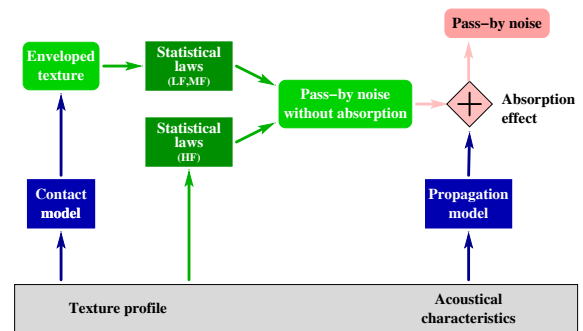 Pass−by noise
Enveloped
texture
Statistical
laws
(LF,MF)
Pass−by noise
without absorption
+
Absorption
effect
Statistical
laws
(HF)
Contact
model
Propagation
model
Texture profile
Acoustical
characteristics